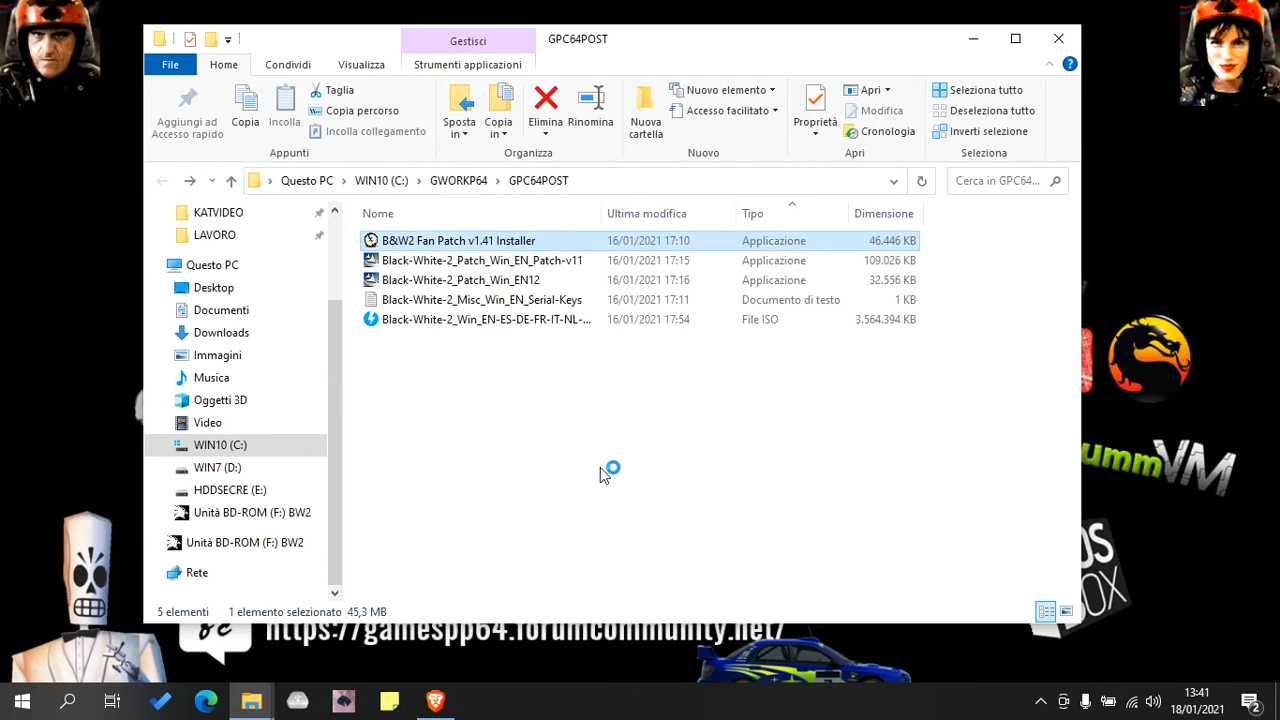 Gestisci
GPC64POST
File
Home
Condividi
Visualizza
Strumenti applicazioni
Aggiungi ad
Accesso rapido
Copia
Incolla
Taglia
Copia percorso
Incolla collegamento
Sposta
in
Copia
in
Elimina
Rinomina
Nuova
cartella
Nuovo elemento
Accesso facilitato
Proprietà
Apri
Modifica
Cronologia
Seleziona tutto
Deseleziona tutto
Inverti selezione
Appunti
Organizza
Nuovo
Apri
Seleziona
Questo PC
WIN10 (C:)
GWORKP64
GPC64POST
Cerca in GPC64...
KATVIDEO
LAVORO
Questo PC
Desktop
Documenti
Downloads
Immagini
Musica
Oggetti 3D
Video
WIN10 (C:)
WIN7 (D:)
HDDSECRE (E:)
Unità BD-ROM (F:) BW2
Unità BD-ROM (F:) BW2
Rete
Nome Ultima modifica Tipo Dimensione
B&W2 Fan Patch v1.41 Installer 16/01/2021 17:10 Applicazione 46.446 KB
Black-White-2_Patch_Win_EN_Patch-v11 16/01/2021 17:15 Applicazione 109.026 KB
Black-White-2_Patch_Win_EN12 16/01/2021 17:16 Applicazione 32.556 KB
Black-White-2_Misc_Win_EN_Serial-Keys 16/01/2021 17:11 Documento di testo 1 KB
Black-White-2_Win_EN-ES-DE-FR-IT-NL-... 16/01/2021 17:54 File ISO 3.564.394 KB
5 elementi 1 elemento selezionato 45,3 MB
https://gamespp64.forumcommunity.net/
ummVM
OS
BOX
13:41
18/01/2021
2